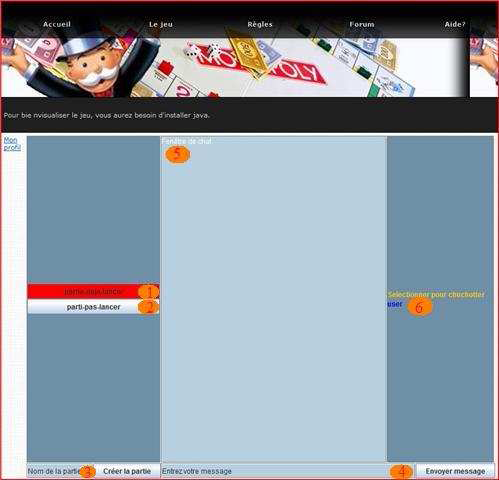 Accueil Le jeu Règles Forum Aide?
MONOPOLY
Pour bie nvisualiser le jeu, vous aurez besoin d'installer java.
Mon
profil
Fenêtre de chat
5
partie-deja-lancer 1
parti-pas-lancer 2
Selectionner pour chuchotter
user 6
Nom de la partie 3 Créer la partie Entrez votre message 4 Envoyer message